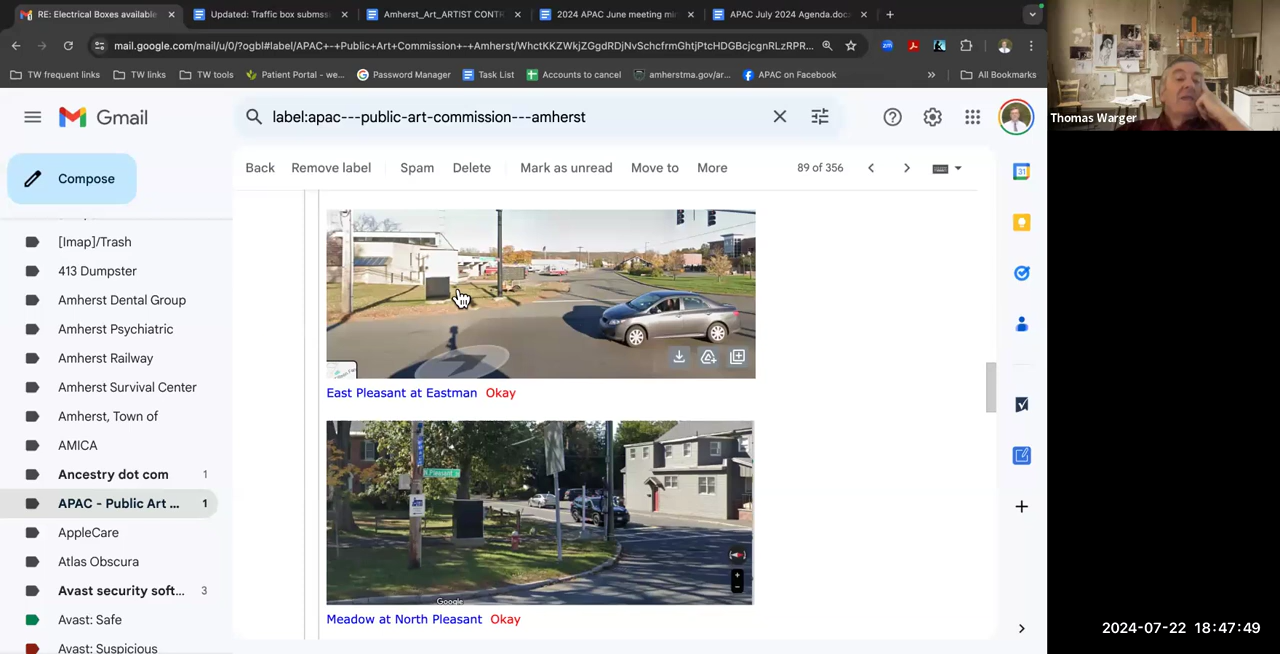 RE: Electrical Boxes available
Updated: Traffic box submss
Amherst_Art_ARTIST CONTR
2024 APAC June meeting mi
APAC July 2024 Agenda.doc
mail.google.com/mail/u/0/?ogbl#label/APAC+-+Public+Art+Commission+-+Amherst/WhctKKZWkjZGgdRDjNvSchcfrmGhtjPtcHDGBcjcgnRLzRPR...
TW frequent links
TW links
TW tools
Patient Portal - we...
Password Manager
Task List
Accounts to cancel
amherstma.gov/ar...
APAC on Facebook
»
All Bookmarks
Gmail
label:apac---public-art-commission---amherst
Thomas Warger
Compose
Back
Remove label
Spam
Delete
Mark as unread
Move to
More
89 of 356
[Imap]/Trash
413 Dumpster
Amherst Dental Group
Amherst Psychiatric
Amherst Railway
Amherst Survival Center
Amherst, Town of
AMICA
Ancestry dot com 1
APAC - Public Art ... 1
AppleCare
Atlas Obscura
Avast security soft... 3
Avast: Safe
Avast: Suspicious
East Pleasant at Eastman Okay
N Pleasant
Google
Meadow at North Pleasant Okay
31
2024-07-22 18:47:49